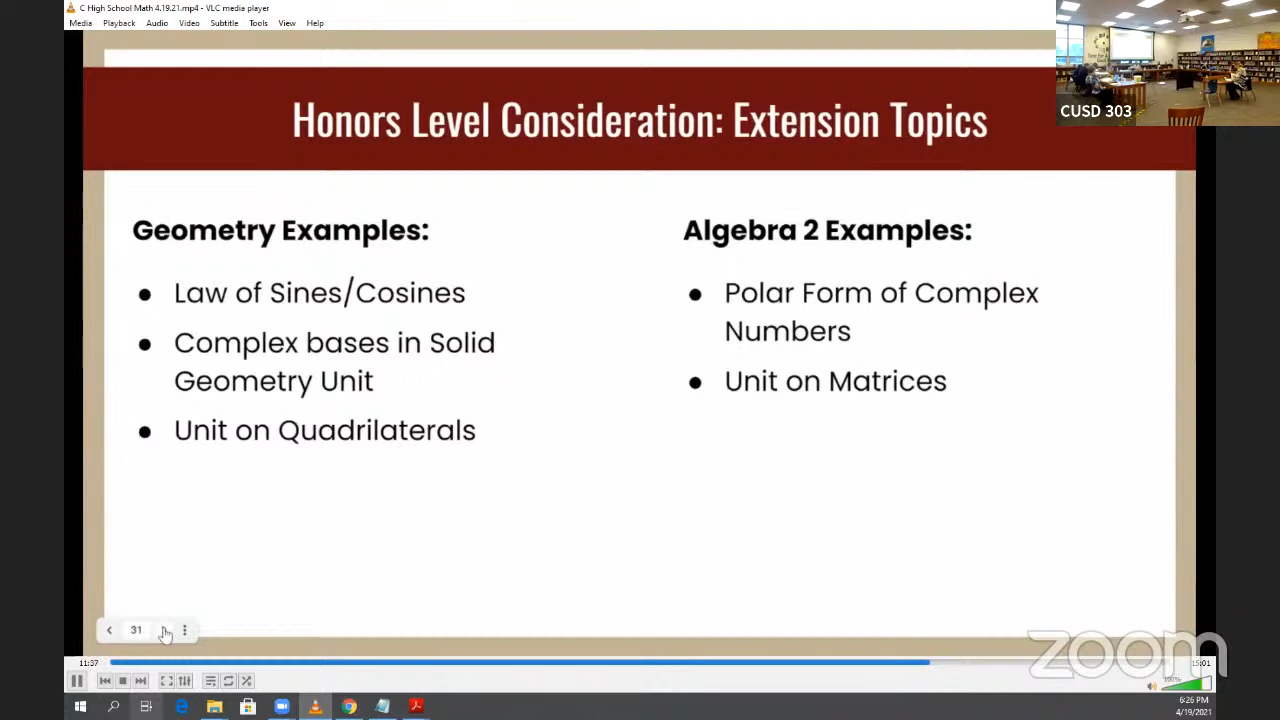 C High School Math 4.19.21.mp4 - VLC media player
Media Playback Audio Video Subtitle Tools View Help
CUSD 303
Honors Level Consideration: Extension Topics
Geometry Examples:
● Law of Sines/Cosines
● Complex bases in Solid
Geometry Unit
● Unit on Quadrilaterals
Algebra 2 Examples:
● Polar Form of Complex
Numbers
● Unit on Matrices
31
zoom
11:37
15:01
100%
6:26 PM
4/19/2021